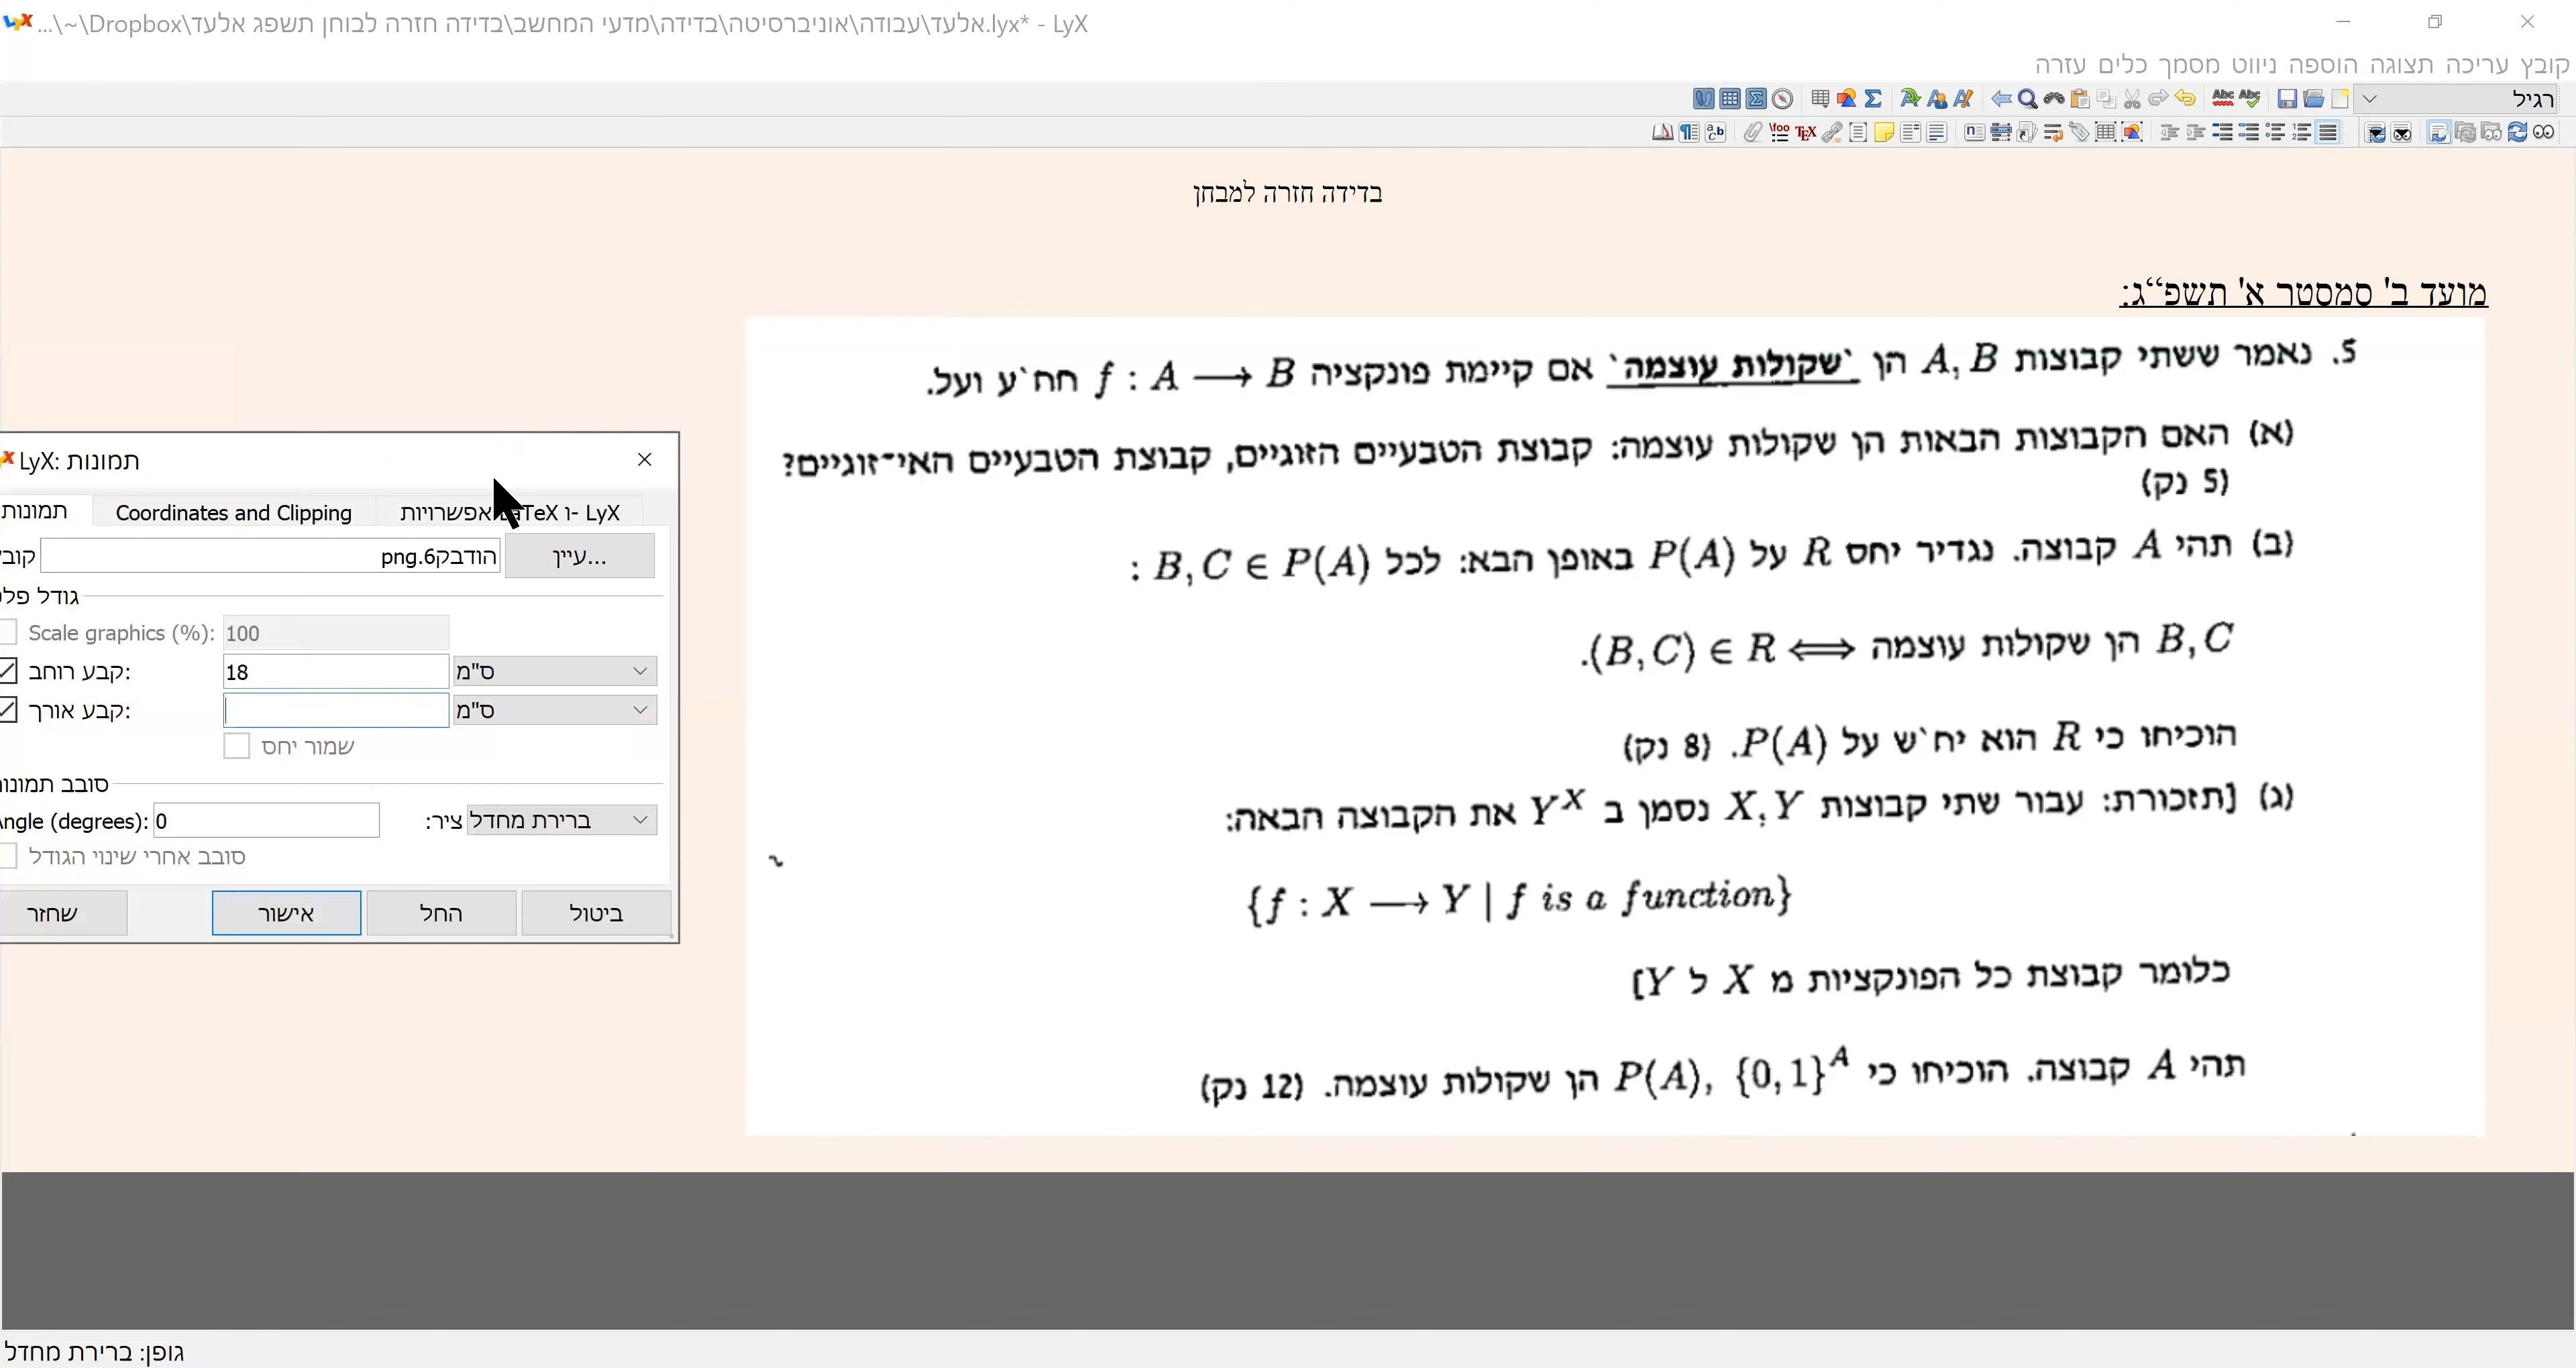 ...\~\Dropbox\אלעד\עבודה\אוניברסיטה\בדידה\מדעי המחשב\בדידה חזרה לבוחן תשפג אלעד.lyx* - LyX
קובץ עריכה תצוגה הוספה ניווט מסמך כלים עזרה
רגיל
בדידה חזרה למבחן
מועד ב' סמסטר א' תשפ“ג:
5. נאמר ששתי קבוצות A, B הן `שקולות עוצמה` אם קיימת פונקציה f : A ⟶ B חח`ע ועל.
(א) האם הקבוצות הבאות הן שקולות עוצמה: קבוצת הטבעיים הזוגיים, קבוצת הטבעיים האי־זוגיים?
(5 נק)
(ב) תהי A קבוצה. נגדיר יחס R על P(A) באופן הבא: לכל B, C ∈ P(A) :
B, C הן שקולות עוצמה ⟺ (B, C) ∈ R.
הוכיחו כי R הוא יח`ש על P(A). (8 נק)
(ג) [תזכורת: עבור שתי קבוצות X, Y נסמן ב Y^X את הקבוצה הבאה:
{f : X ⟶ Y | f is a function}
כלומר קבוצת כל הפונקציות מ X ל Y]
תהי A קבוצה. הוכיחו כי P(A), {0, 1}^A הן שקולות עוצמה. (12 נק)
LyX: תמונות
תמונות
Coordinates and Clipping
אפשרויות LaTeX ו- LyX
הודבק6.png
עיין...
Scale graphics (%): 100
קבע רוחב: 18 ס"מ
קבע אורך: ס"מ
שמור יחס
Angle (degrees): 0
ציר: ברירת מחדל
סובב אחרי שינוי הגודל
שחזר
אישור
החל
ביטול
גופן: ברירת מחדל